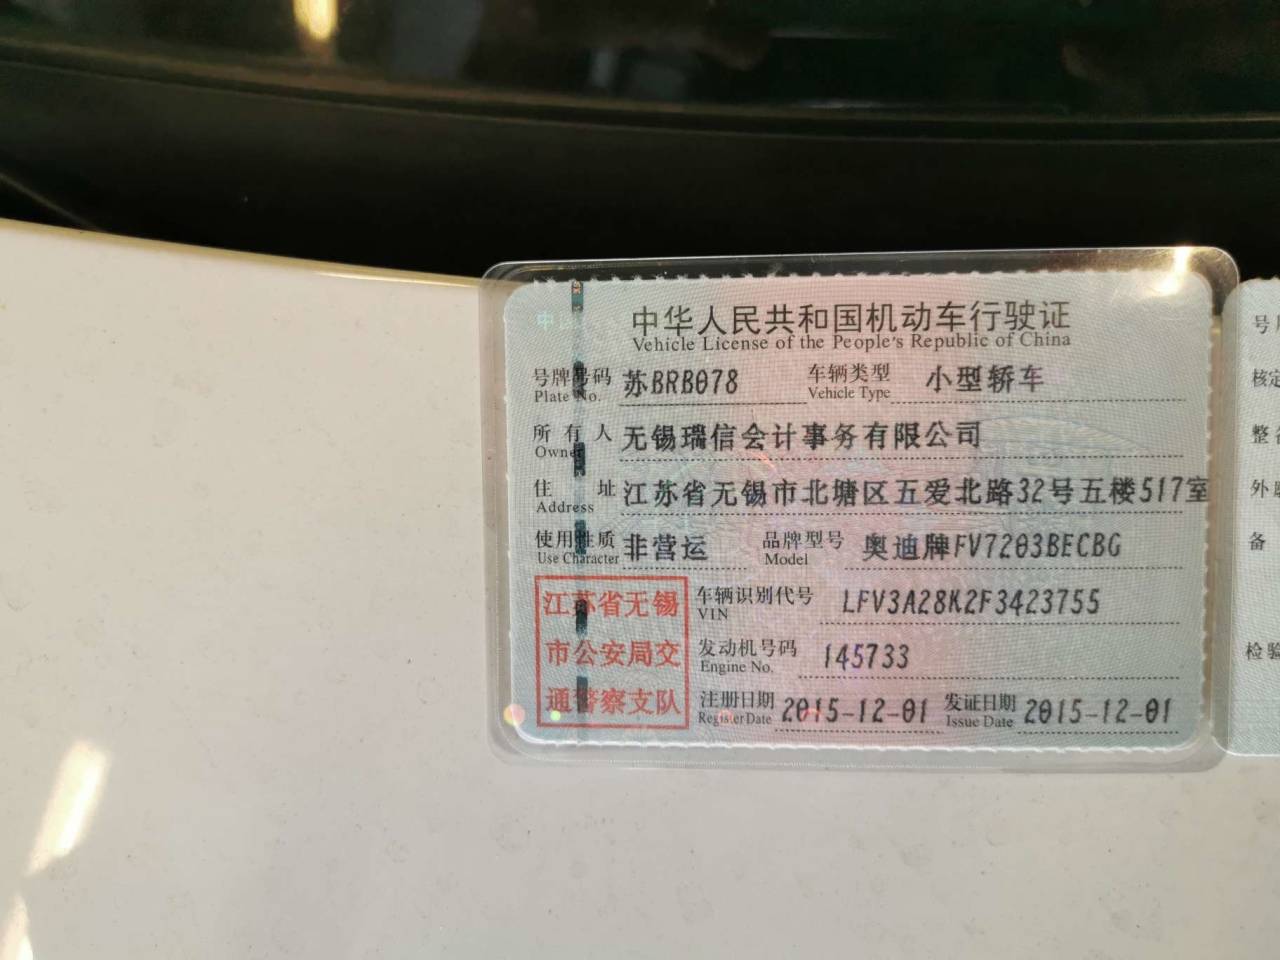 中华人民共和国机动车行驶证
Vehicle License of the People's Republic of China
号牌号码 苏BRB078 车辆类型 小型轿车
Plate No. Vehicle Type
所有人 无锡瑞信会计事务有限公司
Owner
住址 江苏省无锡市北塘区五爱北路32号五楼517室
Address
使用性质 非营运 品牌型号 奥迪牌FV7203BECBG
Use Character Model
江苏省无锡
市公安局交
通警察支队
车辆识别代号 LFV3A28K2F3423755
VIN
发动机号码 145733
Engine No.
注册日期 2015-12-01 发证日期 2015-12-01
Register Date Issue Date
号
核定
整
外
备
检验